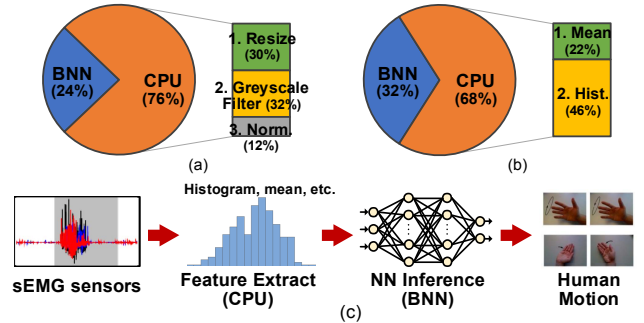 (a)
BNN
(24%)
CPU
(76%)
1. Resize
(30%)
2. Greyscale
Filter (32%)
3. Norm.
(12%)
(b)
BNN
(32%)
CPU
(68%)
1. Mean
(22%)
2. Hist.
(46%)
Histogram, mean, etc.
sEMG sensors
Feature Extract
(CPU)
NN Inference
(BNN)
Human
Motion
(c)